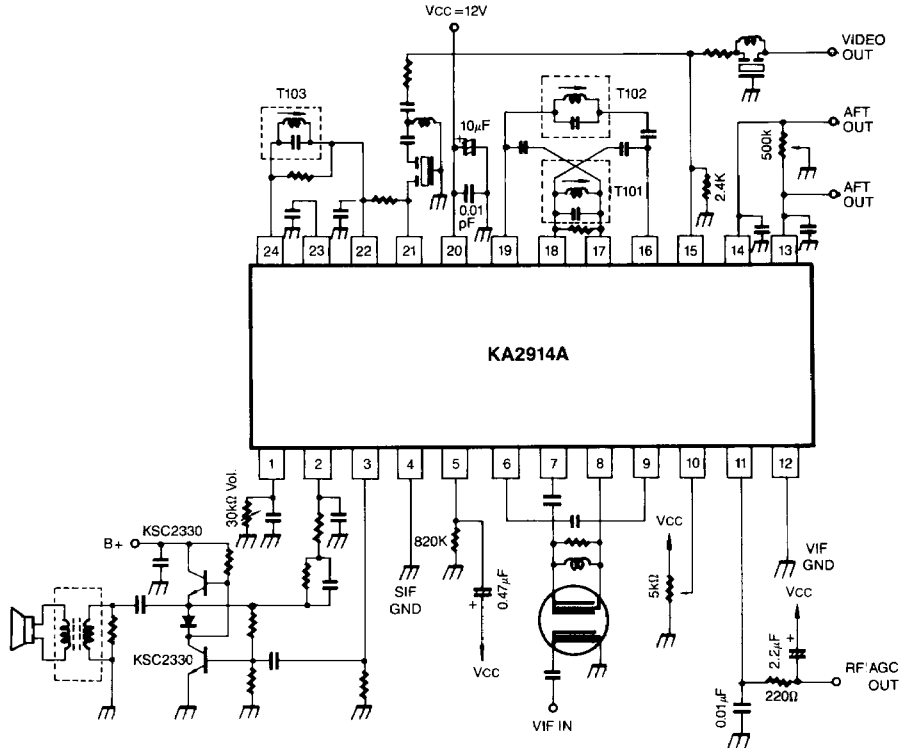 VCC=12V
VIDEO
OUT
T103
T102
AFT
OUT
10μF
500k
T101
2.4K
AFT
OUT
0.01
pF
24 23 22 21 20 19 18 17 16 15 14 13
KA2914A
1 2 3 4 5 6 7 8 9 10 11 12
30kΩ Vol.
KSC2330
B+
820K
VCC
SIF
GND
0.47μF
5kΩ
VIF
GND
VCC
KSC2330
VCC
2.2μF
RF AGC
OUT
220Ω
0.01μF
VIF IN